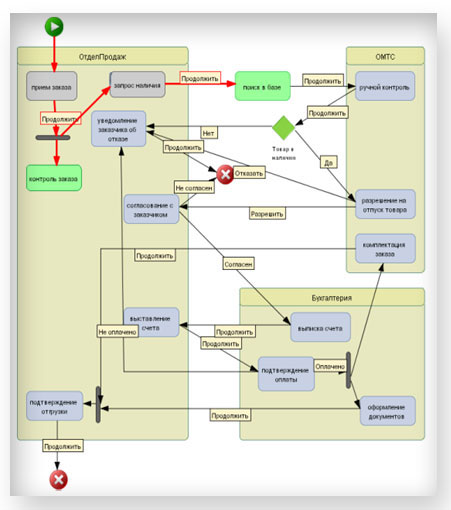 ОтделПродаж
ОМТС
прием заказа
запрос наличия
Продолжить
поиск в базе
Продолжить
ручной контроль
Продолжить
Продолжить
уведомление
заказчика об
отказе
Нет
Товар в
наличии
Продолжить
Да
контроль заказа
Не согласен
Отказать
согласование с
заказчиком
Разрешить
разрешение на
отпуск товара
Продолжить
Согласен
комплектация
заказа
Бухгалтерия
выставление
счета
Не оплачено
Продолжить
выписка счета
Продолжить
подтверждение
оплаты
Оплачено
подтверждение
отгрузки
Продолжить
оформление
документов
Продолжить